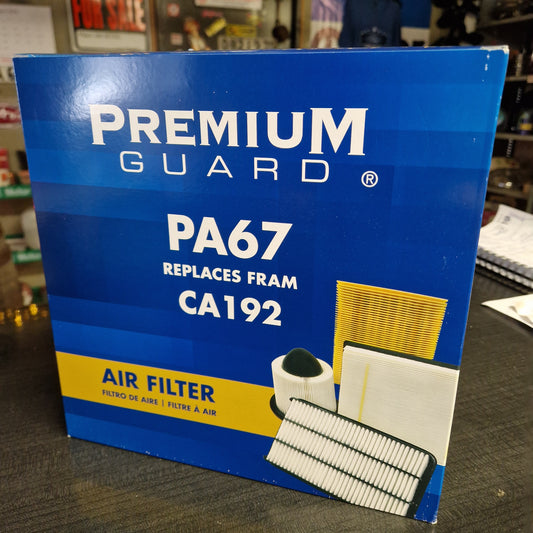 FOR SALE
PREMIUM
GUARD ®
PA67
REPLACES FRAM
CA192
AIR FILTER
FILTRO DE AIRE | FILTRE À AIR